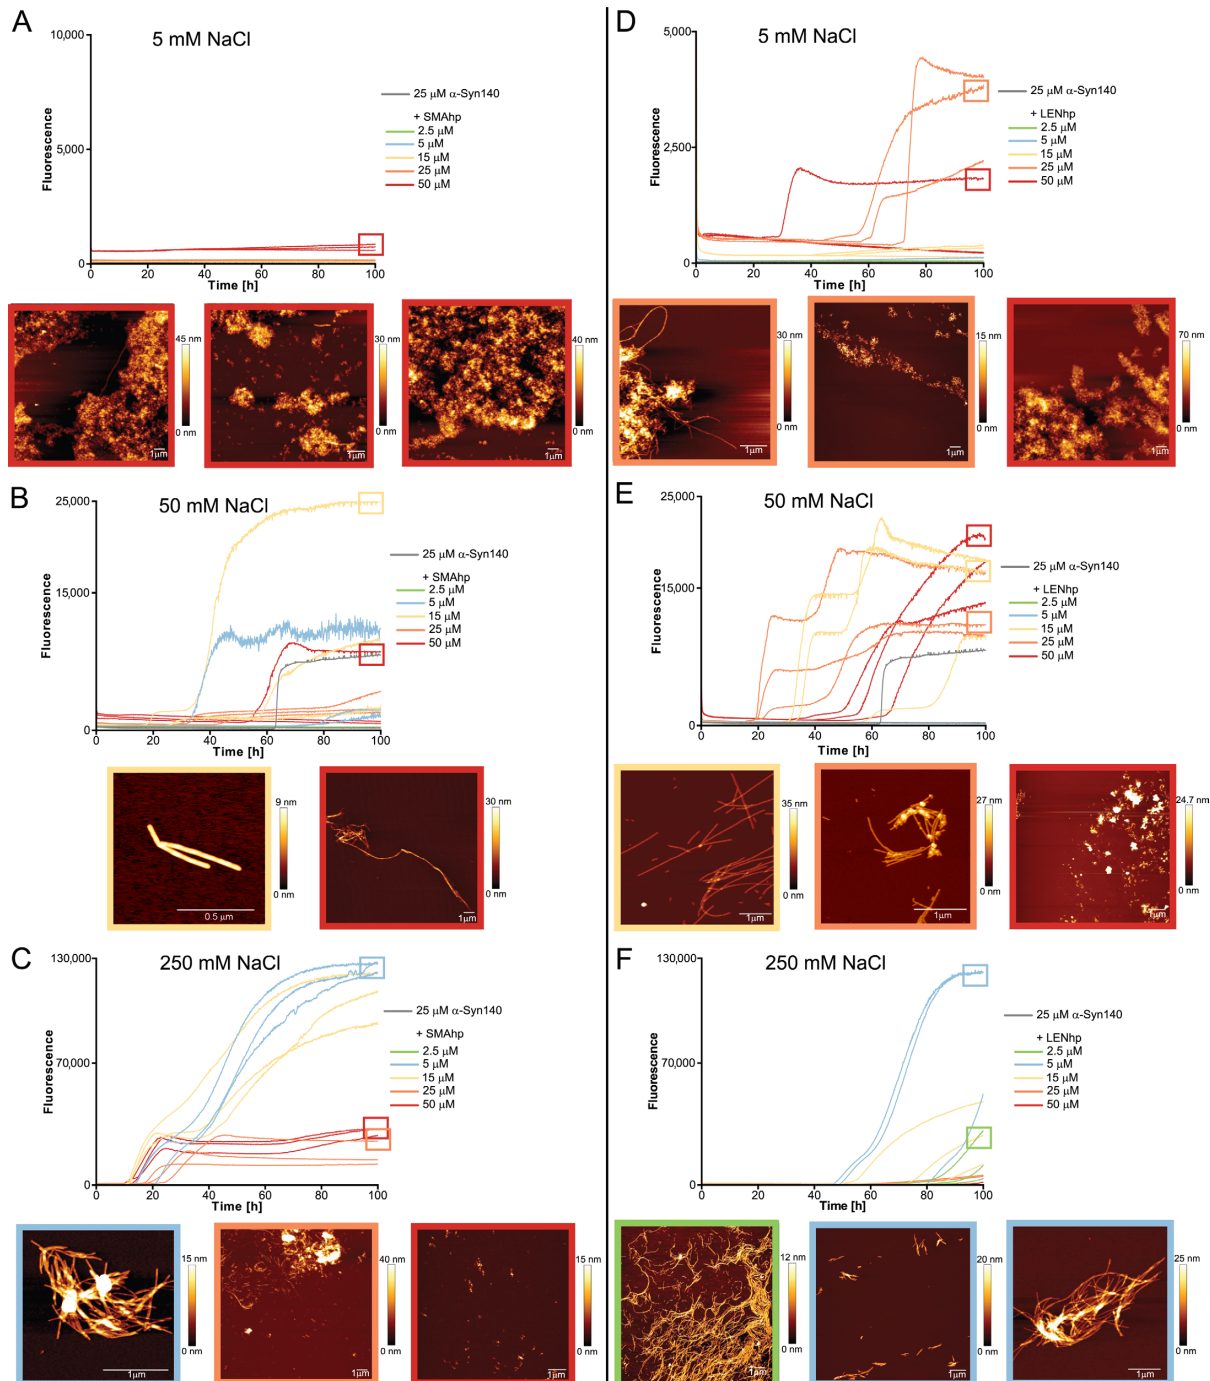 A
5 mM NaCl
10,000
5,000
0
Fluorescence
0 20 40 60 80 100
Time [h]
25 μM α-Syn140
+ SMAhp
2.5 μM
5 μM
15 μM
25 μM
50 μM
45 nm
0 nm
1μm
30 nm
0 nm
1μm
40 nm
0 nm
1μm
B
50 mM NaCl
25,000
15,000
0
Fluorescence
0 20 40 60 80 100
Time [h]
25 μM α-Syn140
+ SMAhp
2.5 μM
5 μM
15 μM
25 μM
50 μM
9 nm
0 nm
0.5 μm
30 nm
0 nm
1μm
C
250 mM NaCl
130,000
70,000
0
Fluorescence
0 20 40 60 80 100
Time [h]
25 μM α-Syn140
+ SMAhp
2.5 μM
5 μM
15 μM
25 μM
50 μM
15 nm
0 nm
1μm
40 nm
0 nm
1μm
15 nm
0 nm
1μm
D
5 mM NaCl
5,000
2,500
0
Fluorescence
0 20 40 60 80 100
Time [h]
25 μM α-Syn140
+ LENhp
2.5 μM
5 μM
15 μM
25 μM
50 μM
30 nm
0 nm
1μm
15 nm
0 nm
1μm
70 nm
0 nm
1μm
E
50 mM NaCl
25,000
15,000
0
Fluorescence
0 20 40 60 80 100
Time [h]
25 μM α-Syn140
+ LENhp
2.5 μM
5 μM
15 μM
25 μM
50 μM
35 nm
0 nm
1μm
27 nm
0 nm
1μm
24.7 nm
0 nm
1μm
F
250 mM NaCl
130,000
70,000
0
Fluorescence
0 20 40 60 80 100
Time [h]
25 μM α-Syn140
+ LENhp
2.5 μM
5 μM
15 μM
25 μM
50 μM
12 nm
0 nm
1μm
20 nm
0 nm
1μm
25 nm
0 nm
1μm